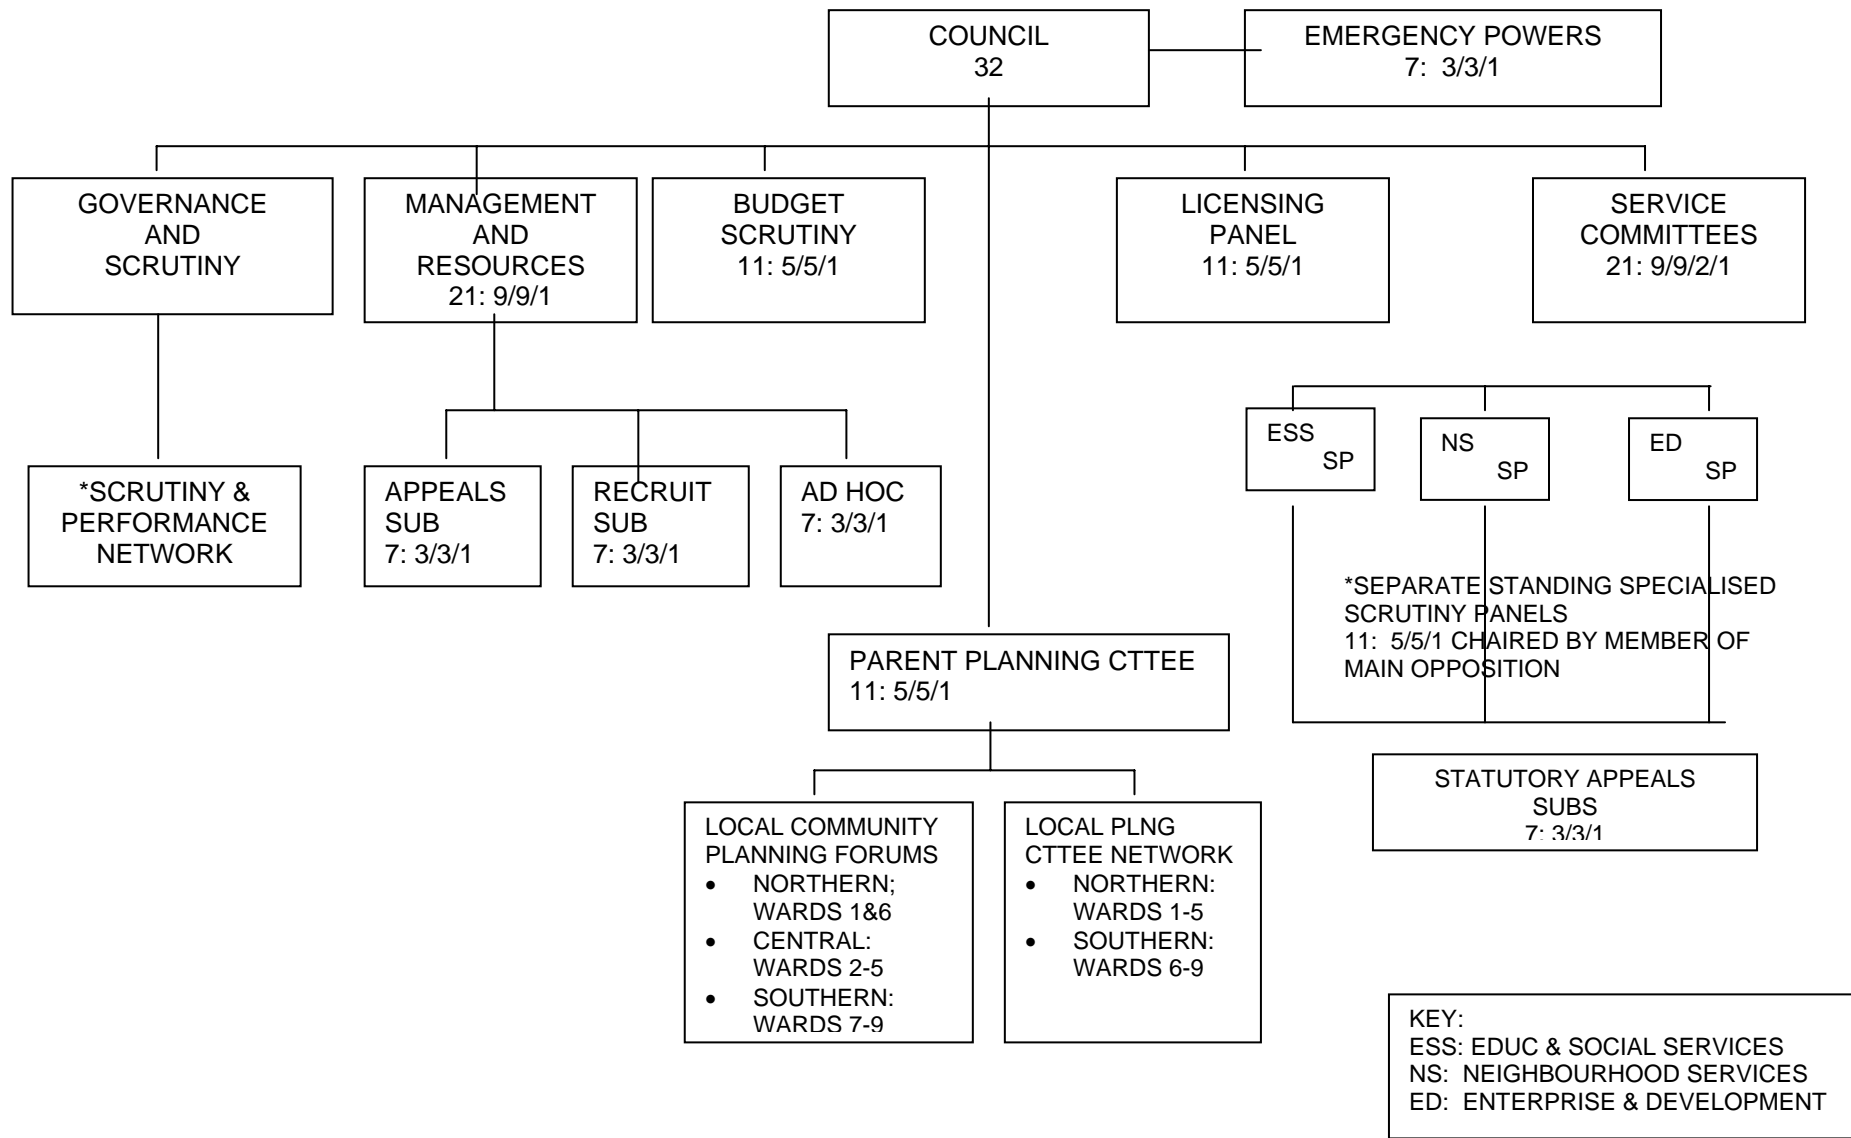 COUNCIL
32
EMERGENCY POWERS
7: 3/3/1
GOVERNANCE
AND
SCRUTINY
MANAGEMENT
AND
RESOURCES
21: 9/9/1
BUDGET
SCRUTINY
11: 5/5/1
LICENSING
PANEL
11: 5/5/1
SERVICE
COMMITTEES
21: 9/9/2/1
*SCRUTINY &
PERFORMANCE
NETWORK
APPEALS
SUB
7: 3/3/1
RECRUIT
SUB
7: 3/3/1
AD HOC
7: 3/3/1
ESS
SP
NS
SP
ED
SP
*SEPARATE STANDING SPECIALISED
SCRUTINY PANELS
11: 5/5/1 CHAIRED BY MEMBER OF
MAIN OPPOSITION
PARENT PLANNING CTTEE
11: 5/5/1
STATUTORY APPEALS
SUBS
7: 3/3/1
LOCAL COMMUNITY
PLANNING FORUMS
• NORTHERN;
WARDS 1&6
• CENTRAL:
WARDS 2-5
• SOUTHERN:
WARDS 7-9
LOCAL PLNG
CTTEE NETWORK
• NORTHERN:
WARDS 1-5
• SOUTHERN:
WARDS 6-9
KEY:
ESS: EDUC & SOCIAL SERVICES
NS: NEIGHBOURHOOD SERVICES
ED: ENTERPRISE & DEVELOPMENT